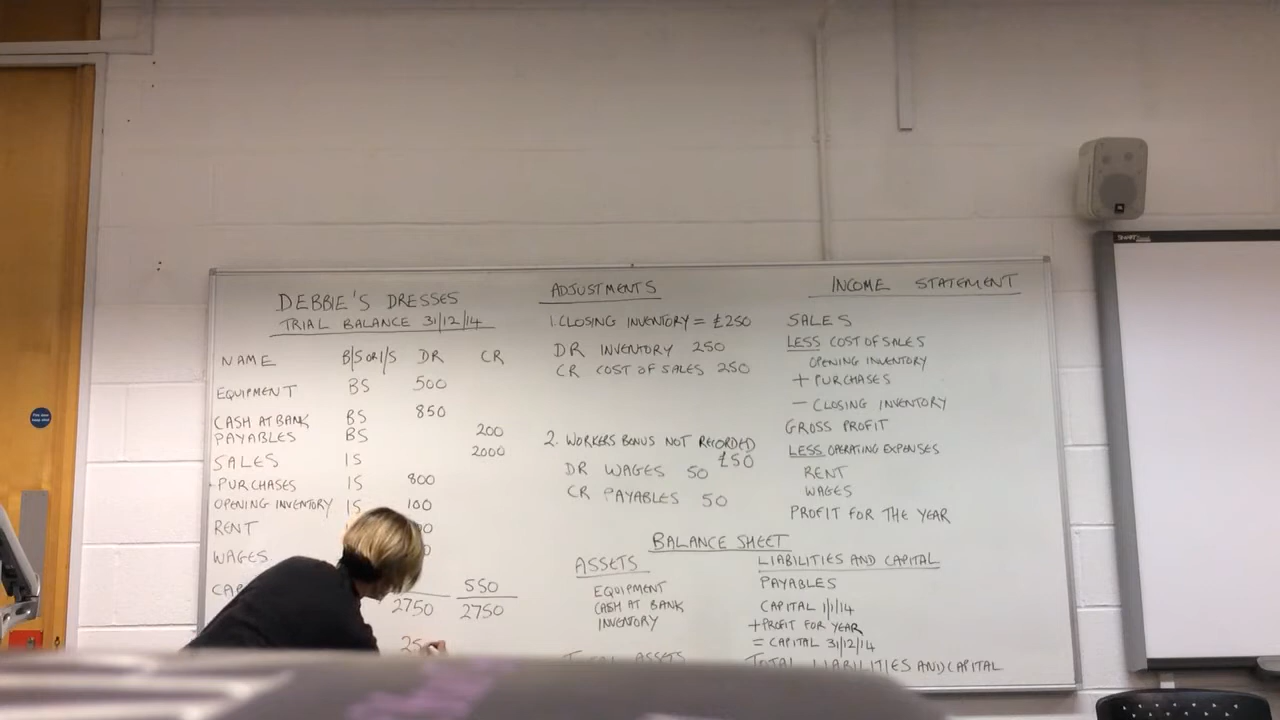 DEBBIE'S DRESSES
TRIAL BALANCE 31/12/14
NAME B/S OR I/S DR CR
EQUIPMENT BS 500
CASH AT BANK BS 850
PAYABLES BS 200
SALES IS 2000
PURCHASES IS 800
OPENING INVENTORY IS 100
RENT
WAGES
550
2750 2750
ADJUSTMENTS
1. CLOSING INVENTORY = £250
DR INVENTORY 250
CR COST OF SALES 250
2. WORKERS BONUS NOT RECORDED
£50
DR WAGES 50
CR PAYABLES 50
INCOME STATEMENT
SALES
LESS COST OF SALES
OPENING INVENTORY
+ PURCHASES
- CLOSING INVENTORY
GROSS PROFIT
LESS OPERATING EXPENSES
RENT
WAGES
PROFIT FOR THE YEAR
BALANCE SHEET
ASSETS
EQUIPMENT
CASH AT BANK
INVENTORY
TOTAL ASSETS
LIABILITIES AND CAPITAL
PAYABLES
CAPITAL 1/1/14
+ PROFIT FOR YEAR
= CAPITAL 31/12/14
TOTAL LIABILITIES AND CAPITAL